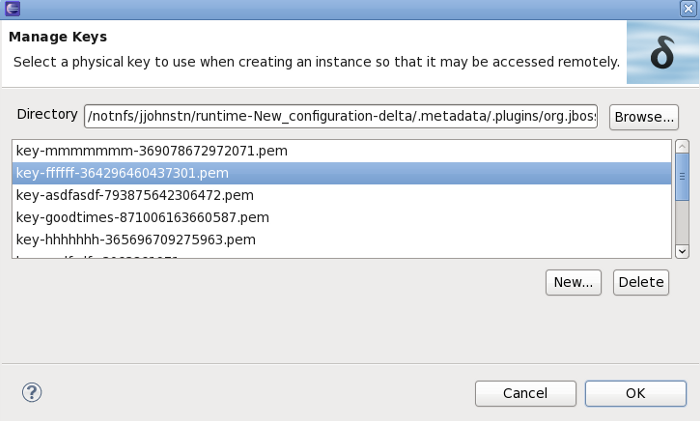 Manage Keys
Select a physical key to use when creating an instance so that it may be accessed remotely.
δ
Directory /notnfs/jjohnstn/runtime-New_configuration-delta/.metadata/.plugins/org.jbos Browse...
key-mmmmmmm-369078672972071.pem
key-ffffff-364296460437301.pem
key-asdfasdf-793875642306472.pem
key-goodtimes-871006163660587.pem
key-hhhhhhh-365696709275963.pem
New... Delete
? Cancel OK